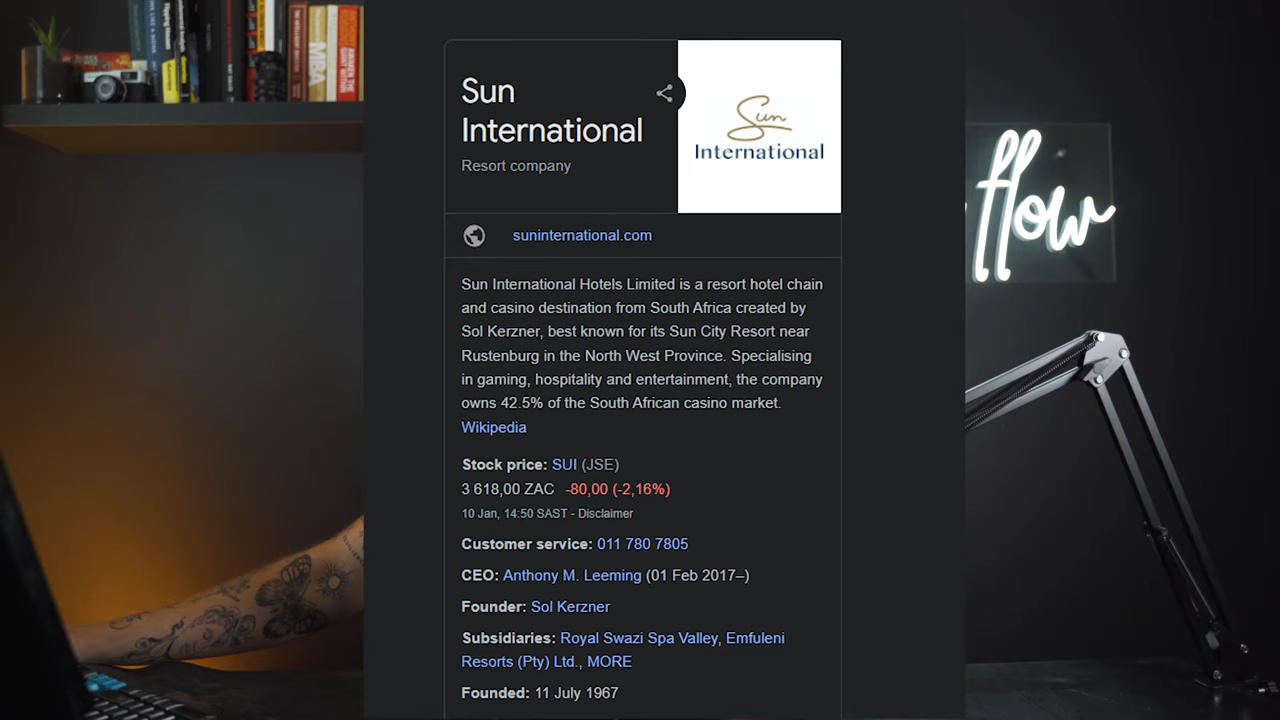 MBA
Sun
International
Resort company
Sun
International
suninternational.com
Sun International Hotels Limited is a resort hotel chain
and casino destination from South Africa created by
Sol Kerzner, best known for its Sun City Resort near
Rustenburg in the North West Province. Specialising
in gaming, hospitality and entertainment, the company
owns 42.5% of the South African casino market.
Wikipedia
Stock price: SUI (JSE)
3 618,00 ZAC -80,00 (-2,16%)
10 Jan, 14:50 SAST - Disclaimer
Customer service: 011 780 7805
CEO: Anthony M. Leeming (01 Feb 2017–)
Founder: Sol Kerzner
Subsidiaries: Royal Swazi Spa Valley, Emfuleni
Resorts (Pty) Ltd., MORE
Founded: 11 July 1967
flow